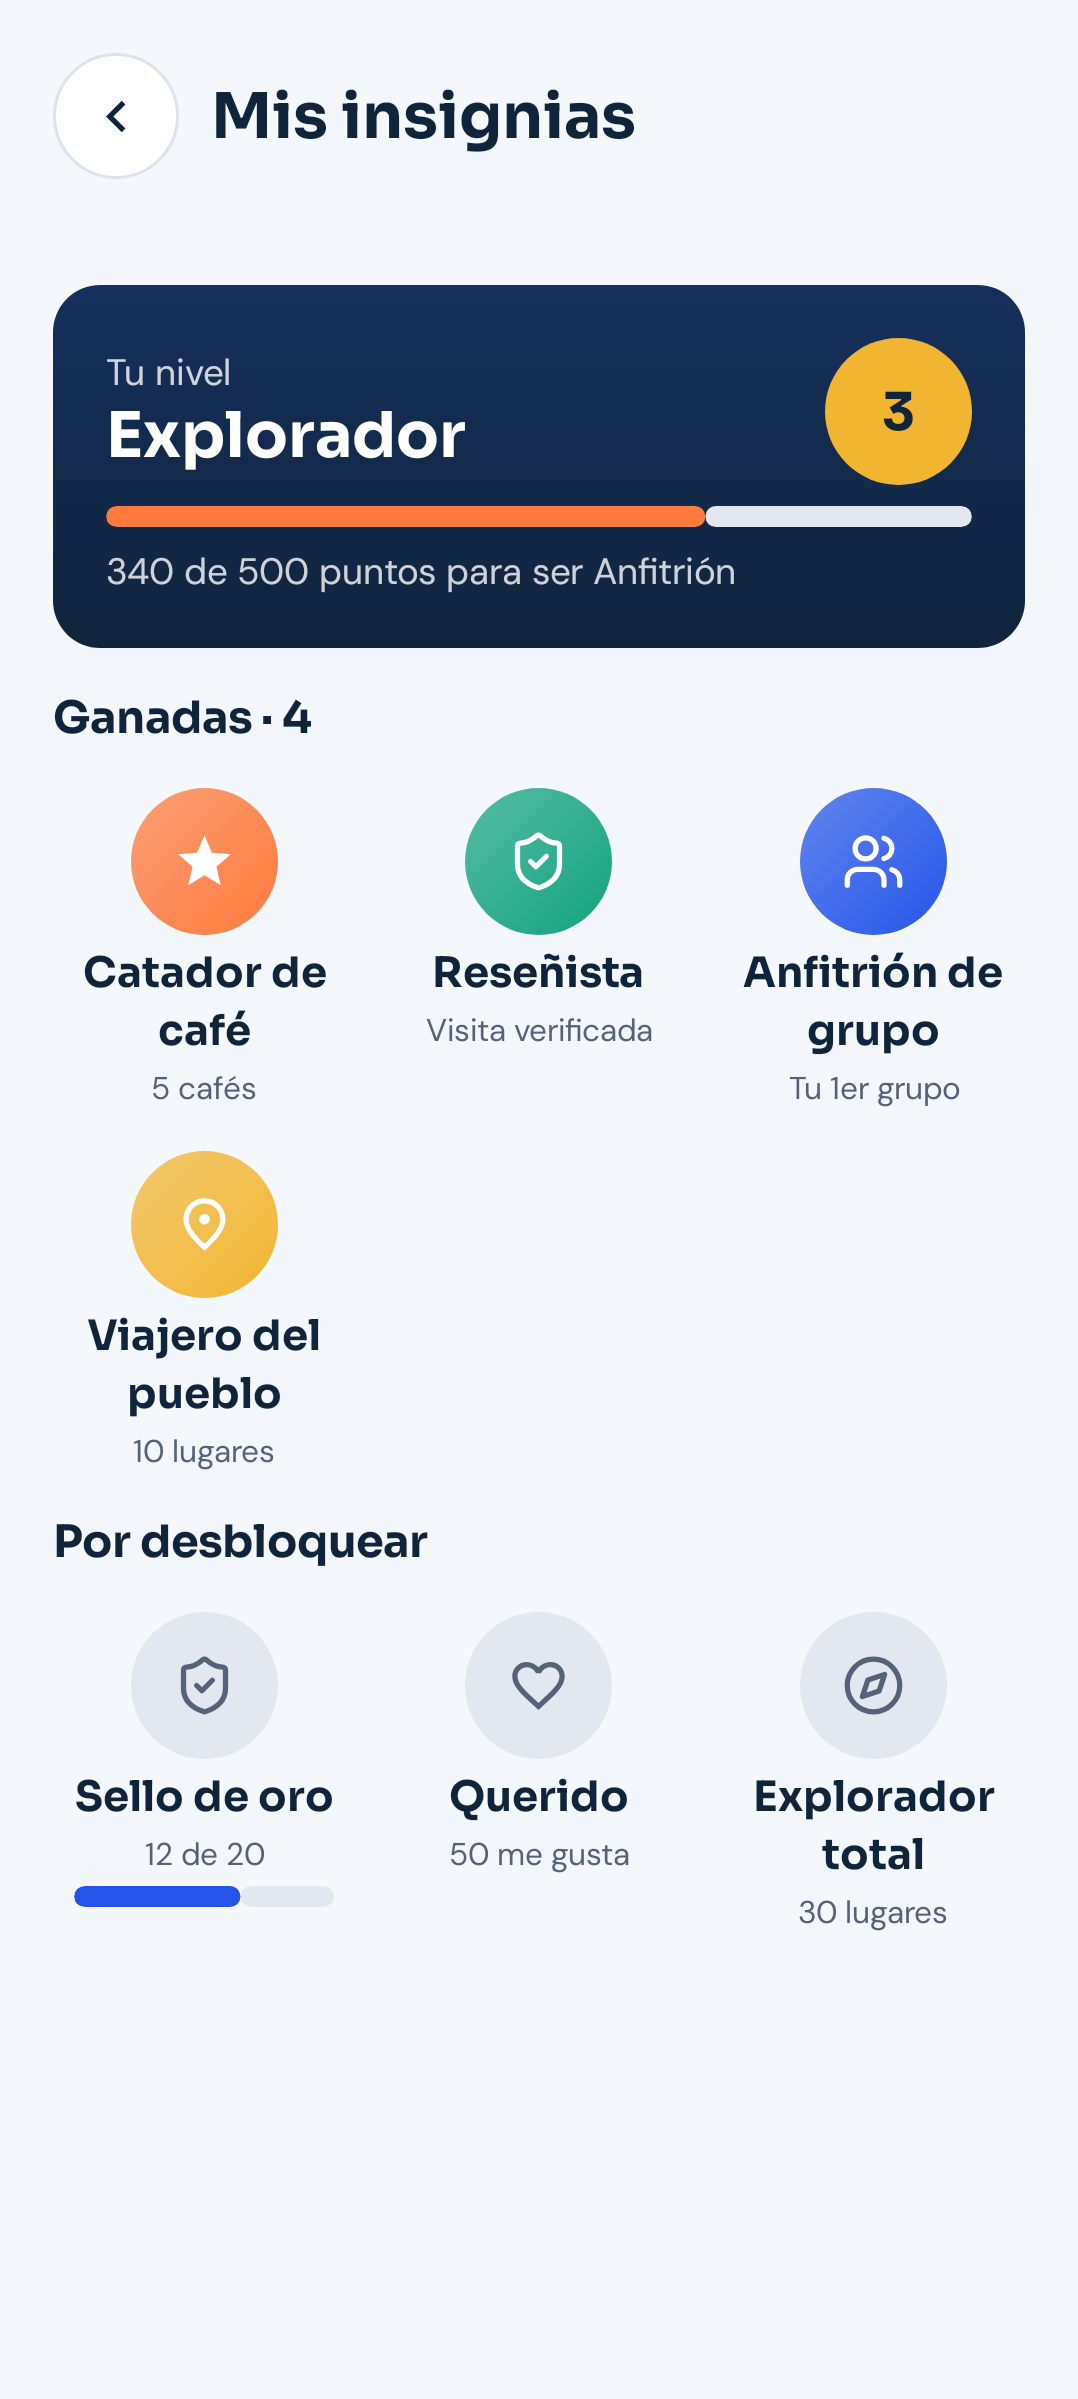 Mis insignias
Tu nivel
Explorador
3
340 de 500 puntos para ser Anfitrión
Ganadas · 4
Catador de
café
5 cafés
Reseñista
Visita verificada
Anfitrión de
grupo
Tu 1er grupo
Viajero del
pueblo
10 lugares
Por desbloquear
Sello de oro
12 de 20
Querido
50 me gusta
Explorador
total
30 lugares